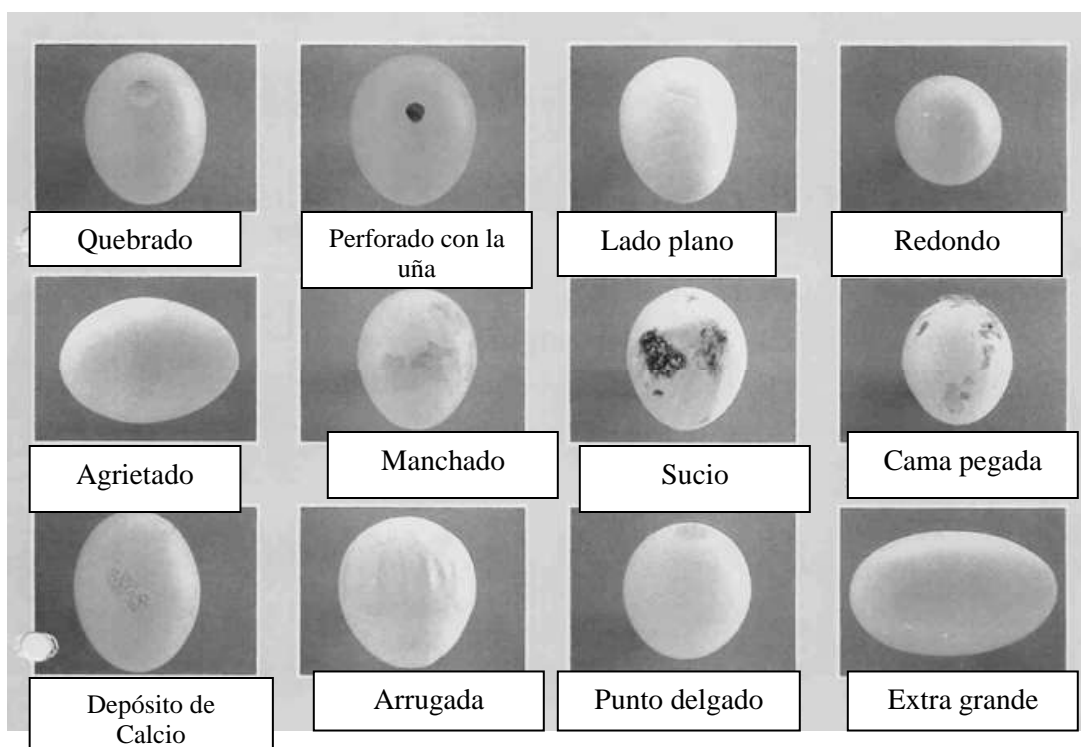 Quebrado
Perforado con la
uña
Lado plano
Redondo
Agrietado
Manchado
Sucio
Cama pegada
Depósito de
Calcio
Arrugada
Punto delgado
Extra grande